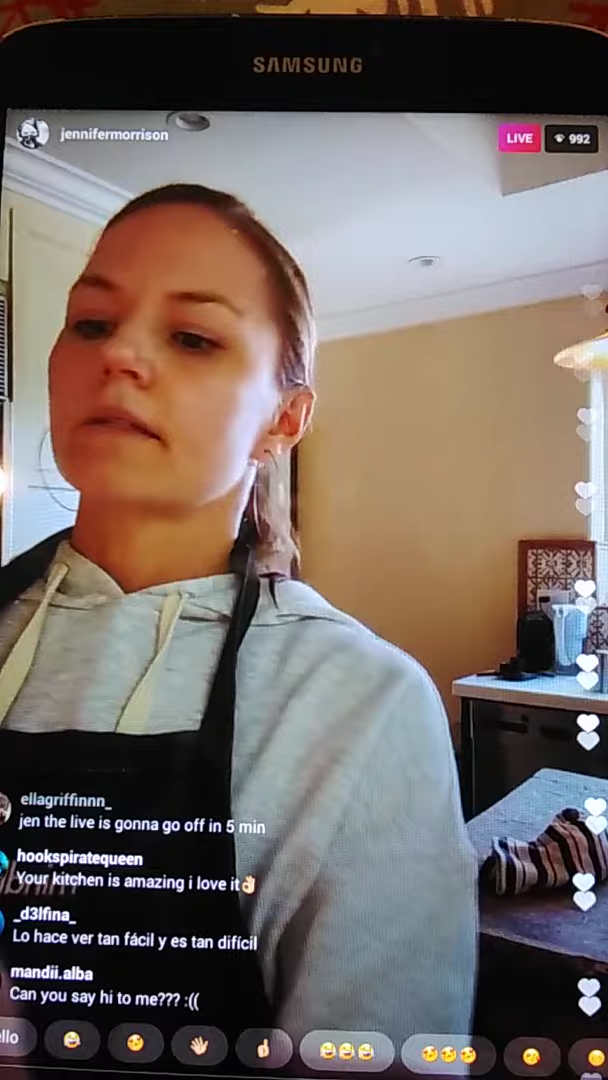 SAMSUNG
jennifermorrison
LIVE 992
ellagriffinnn_
jen the live is gonna go off in 5 min
hookspiratequeen
Your kitchen is amazing i love it👌🏻
_d3lfina_
Lo hace ver tan fácil y es tan difícil
mandii.alba
Can you say hi to me??? :((